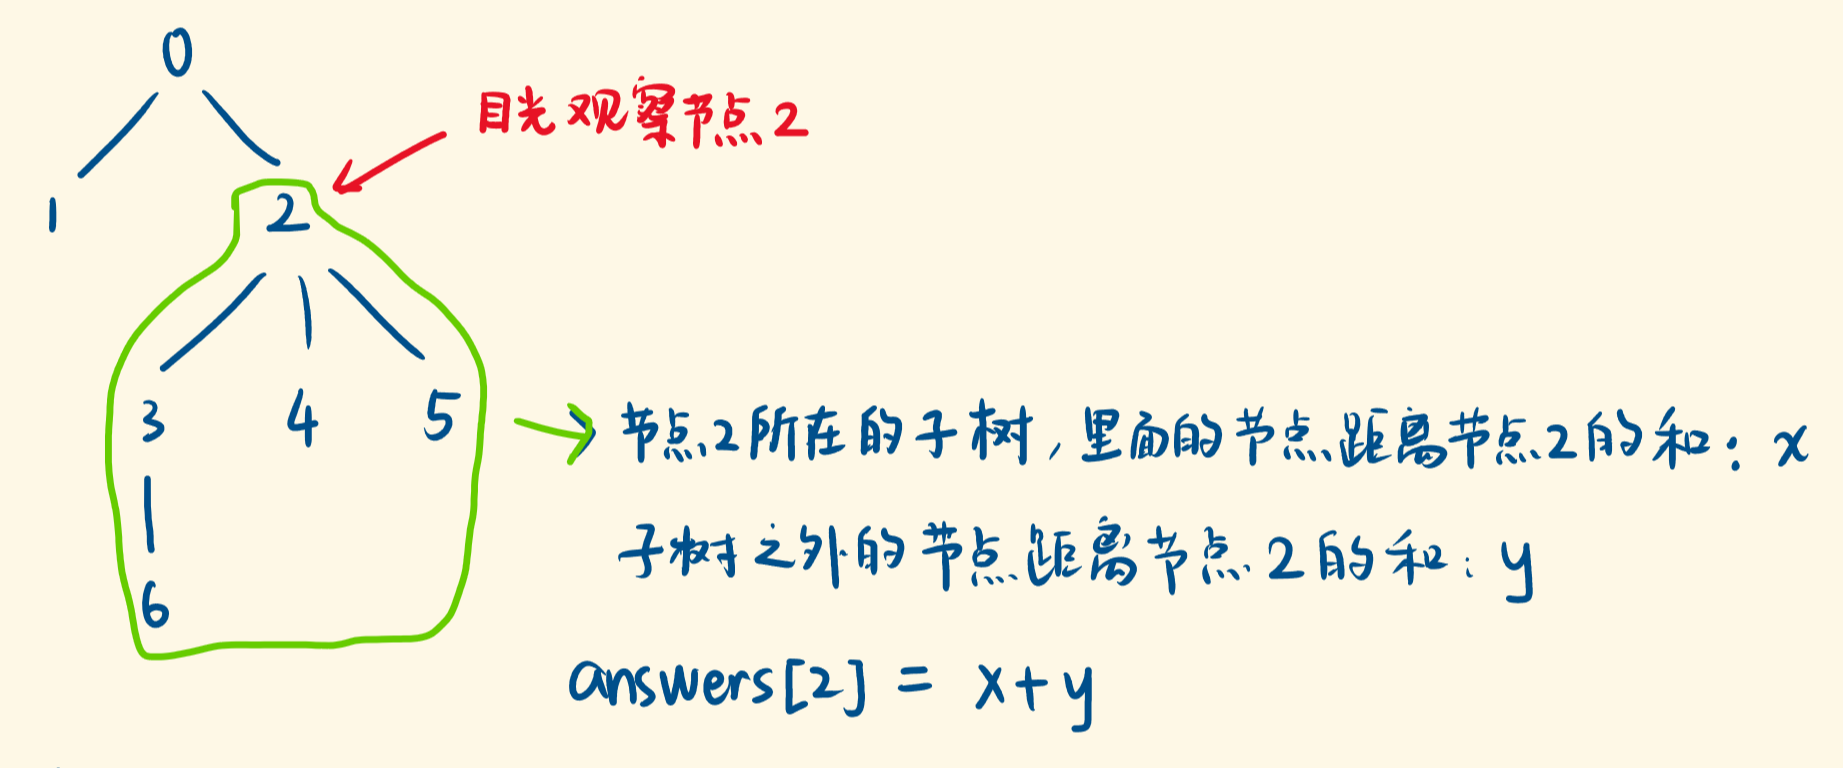 0
目光观察节点2
1
2
3 4 5
节点2所在的子树,里面的节点距离节点2的和: x
子树之外的节点距离节点2的和: y
6
answers[2] = x+y